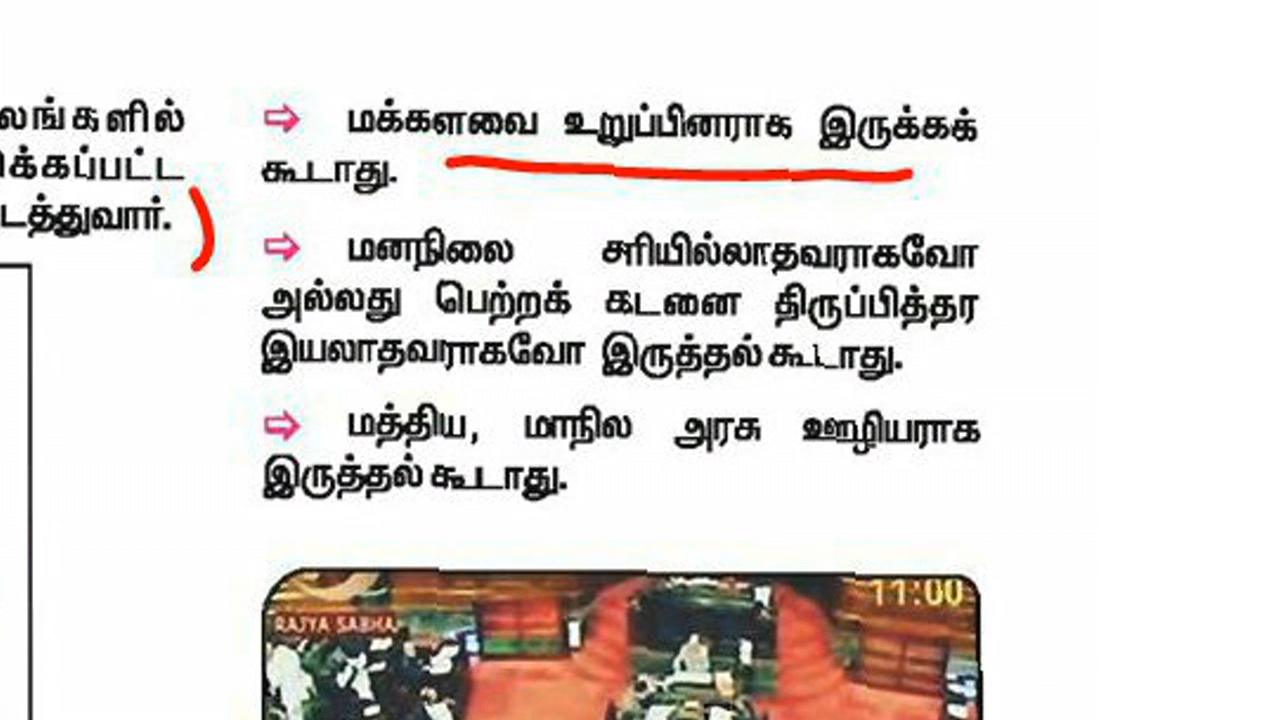 லங்களில்
க்கப்பட்ட
டத்துவார்.
⇨ மக்களவை உறுப்பினராக இருக்கக்
கூடாது.
⇨ மனநிலை சரியில்லாதவராகவோ
அல்லது பெற்றக் கடனை திருப்பித்தர
இயலாதவராகவோ இருத்தல் கூடாது.
⇨ மத்திய, மாநில அரசு ஊழியராக
இருத்தல் கூடாது.
11:00
RAJYA SABHA